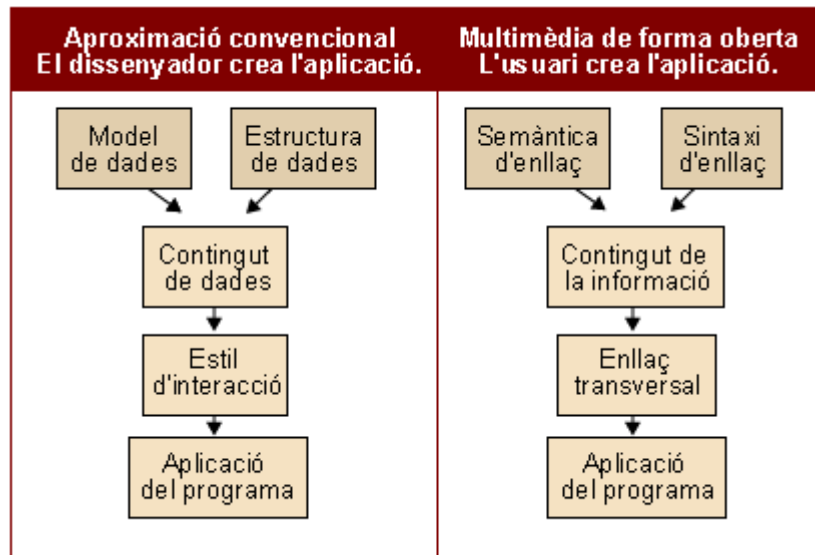 Aproximació convencional
El dissenyador crea l'aplicació.
Model
de dades
Estructura
de dades
Contingut
de dades
Estil
d'interacció
Aplicació
del programa
Multimèdia de forma oberta
L'usuari crea l'aplicació.
Semàntica
d'enllaç
Sintaxi
d'enllaç
Contingut de
la informació
Enllaç
transversal
Aplicació
del programa